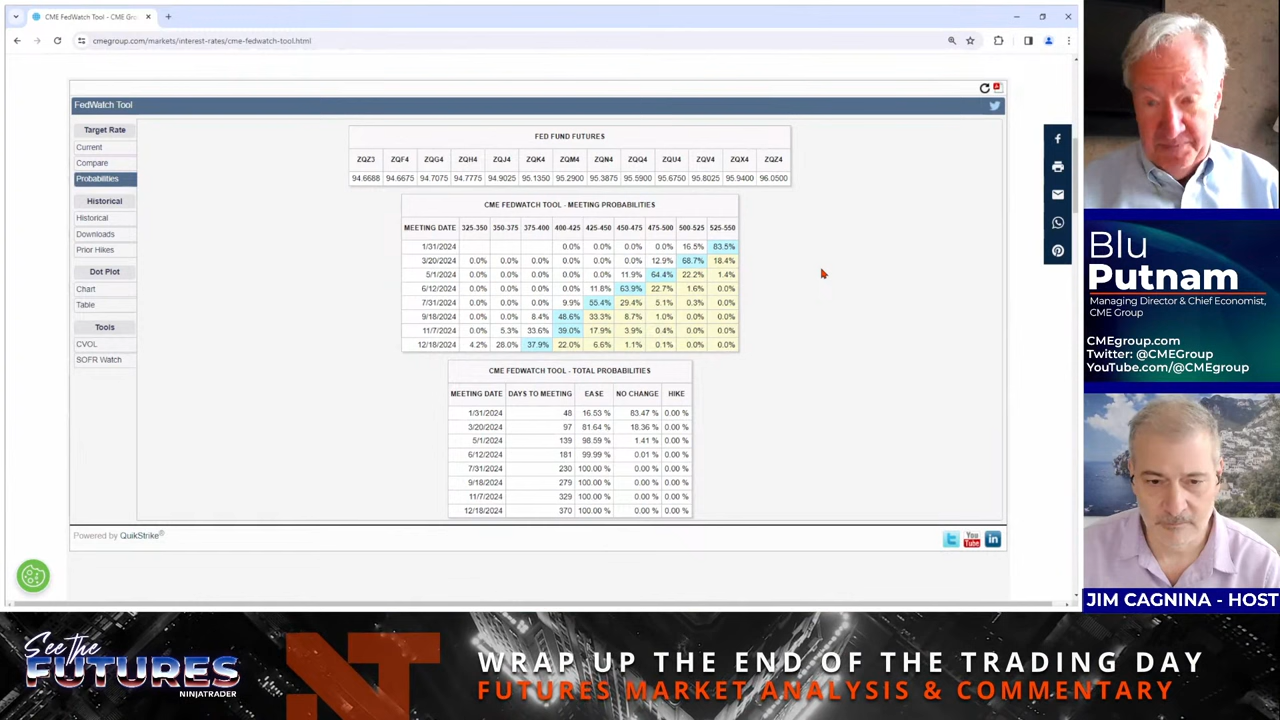 CME FedWatch Tool - CME Gro
cmegroup.com/markets/interest-rates/cme-fedwatch-tool.html
FedWatch Tool
Target Rate
Current
Compare
Probabilities
Historical
Historical
Downloads
Prior Hikes
Dot Plot
Chart
Table
Tools
CVOL
SOFR Watch
FED FUND FUTURES
ZQZ3 ZQF4 ZQG4 ZQH4 ZQJ4 ZQK4 ZQM4 ZQN4 ZQQ4 ZQU4 ZQV4 ZQX4 ZQZ4
94.6688 94.6675 94.7075 94.7775 94.9025 95.1350 95.2900 95.3875 95.5900 95.6750 95.8025 95.9400 96.0500
CME FEDWATCH TOOL - MEETING PROBABILITIES
MEETING DATE 325-350 350-375 375-400 400-425 425-450 450-475 475-500 500-525 525-550
1/31/2024 0.0% 0.0% 0.0% 0.0% 16.5% 83.5%
3/20/2024 0.0% 0.0% 0.0% 0.0% 0.0% 0.0% 12.9% 68.7% 18.4%
5/1/2024 0.0% 0.0% 0.0% 0.0% 0.0% 11.9% 64.4% 22.2% 1.4%
6/12/2024 0.0% 0.0% 0.0% 0.0% 11.8% 63.9% 22.7% 1.6% 0.0%
7/31/2024 0.0% 0.0% 0.0% 9.9% 55.4% 29.4% 5.1% 0.3% 0.0%
9/18/2024 0.0% 0.0% 8.4% 48.6% 33.3% 8.7% 1.0% 0.0% 0.0%
11/7/2024 0.0% 5.3% 33.6% 39.0% 17.9% 3.9% 0.4% 0.0% 0.0%
12/18/2024 4.2% 28.0% 37.9% 22.0% 6.6% 1.1% 0.1% 0.0% 0.0%
CME FEDWATCH TOOL - TOTAL PROBABILITIES
MEETING DATE DAYS TO MEETING EASE NO CHANGE HIKE
1/31/2024 48 16.53 % 83.47 % 0.00 %
3/20/2024 97 81.64 % 18.36 % 0.00 %
5/1/2024 139 98.59 % 1.41 % 0.00 %
6/12/2024 181 99.99 % 0.01 % 0.00 %
7/31/2024 230 100.00 % 0.00 % 0.00 %
9/18/2024 279 100.00 % 0.00 % 0.00 %
11/7/2024 329 100.00 % 0.00 % 0.00 %
12/18/2024 370 100.00 % 0.00 % 0.00 %
Powered by QuikStrike®
You Tube
in
Blu
Putnam
Managing Director & Chief Economist,
CME Group
CMEgroup.com
Twitter: @CMEGroup
YouTube.com/@CMEgroup
JIM CAGNINA - HOST
See the
FUTURES
NINJATRADER
WRAP UP THE END OF THE TRADING DAY
FUTURES MARKET ANALYSIS & COMMENTARY